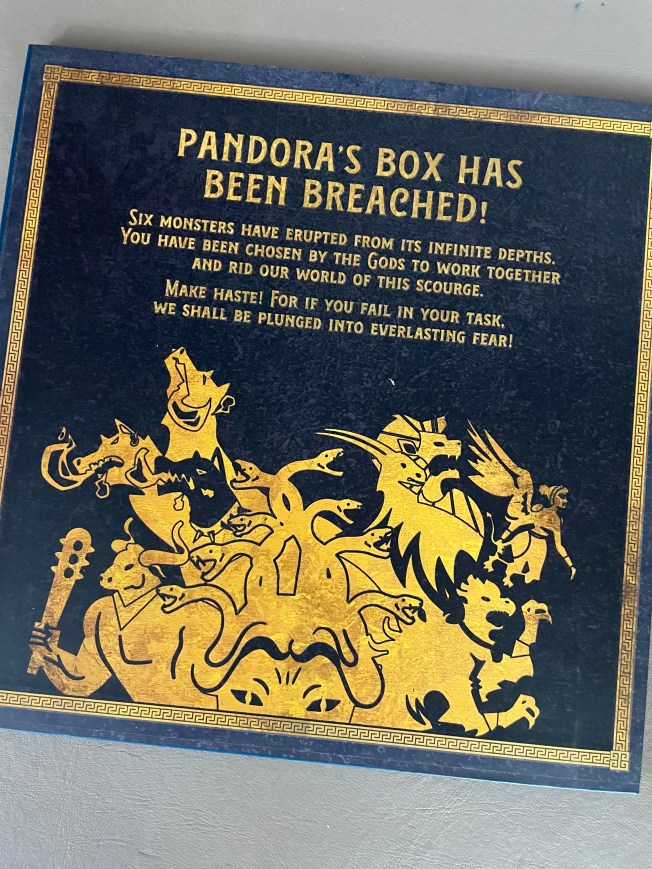 PANDORA'S BOX HAS
BEEN BREACHED!
SIX MONSTERS HAVE ERUPTED FROM ITS INFINITE DEPTHS.
YOU HAVE BEEN CHOSEN BY THE GODS TO WORK TOGETHER
AND RID OUR WORLD OF THIS SCOURGE.
MAKE HASTE! FOR IF YOU FAIL IN YOUR TASK,
WE SHALL BE PLUNGED INTO EVERLASTING FEAR!